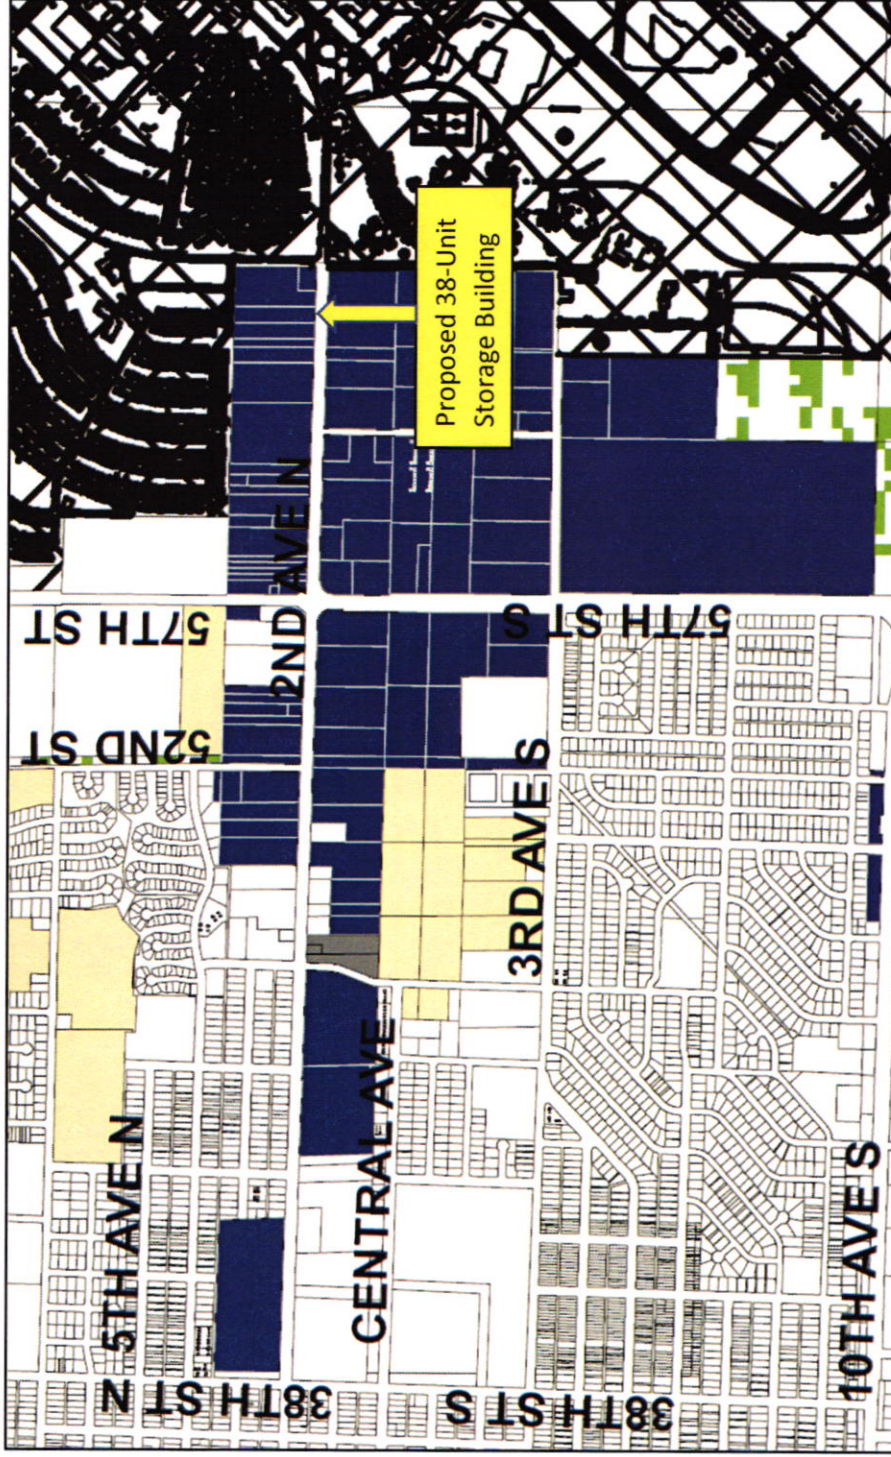 57TH ST
52ND ST
2ND AVE N
Proposed 38-Unit
Storage Building
57TH ST S
3RD AVE S
5TH AVE N
CENTRAL AVE
38TH ST N
38TH ST S
10TH AVE S